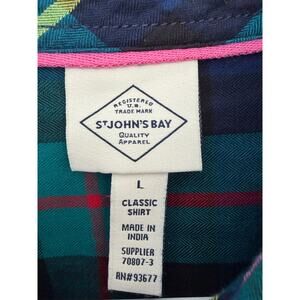 REGISTERED
U.S.
TRADE MARK
ST JOHN'S BAY
QUALITY
APPAREL
L
CLASSIC
SHIRT
MADE IN
INDIA
SUPPLIER
70807-3
RN#93677